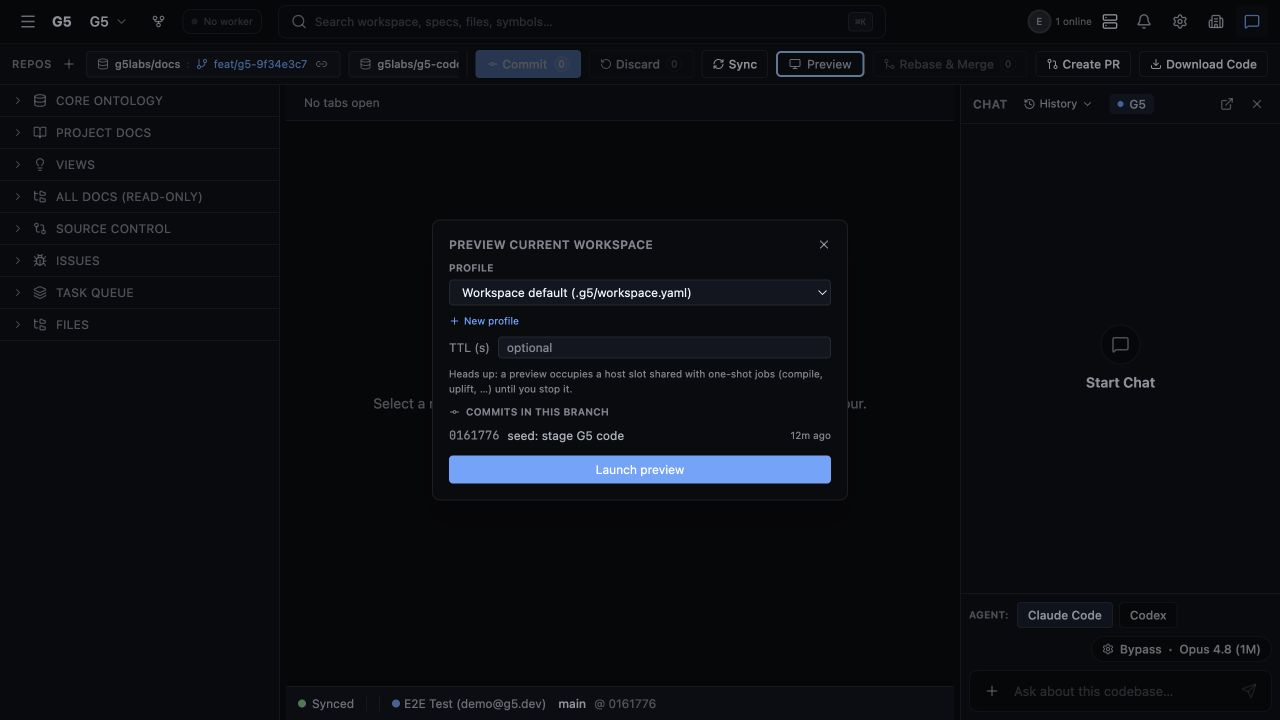 G5 G5 No worker Search workspace, specs, files, symbols... ⌘K E 1 online
REPOS g5labs/docs : feat/g5-9f34e3c7 g5labs/g5-code Commit 0 Discard 0 Sync Preview Rebase & Merge 0 Create PR Download Code
CORE ONTOLOGY
PROJECT DOCS
VIEWS
ALL DOCS (READ-ONLY)
SOURCE CONTROL
ISSUES
TASK QUEUE
FILES
No tabs open
Select a
our.
PREVIEW CURRENT WORKSPACE
PROFILE
Workspace default (.g5/workspace.yaml)
+ New profile
TTL (s) optional
Heads up: a preview occupies a host slot shared with one-shot jobs (compile,
uplift, …) until you stop it.
COMMITS IN THIS BRANCH
0161776 seed: stage G5 code 12m ago
Launch preview
CHAT History G5
Start Chat
AGENT: Claude Code Codex
Bypass • Opus 4.8 (1M)
Ask about this codebase...
Synced E2E Test (demo@g5.dev) main @ 0161776